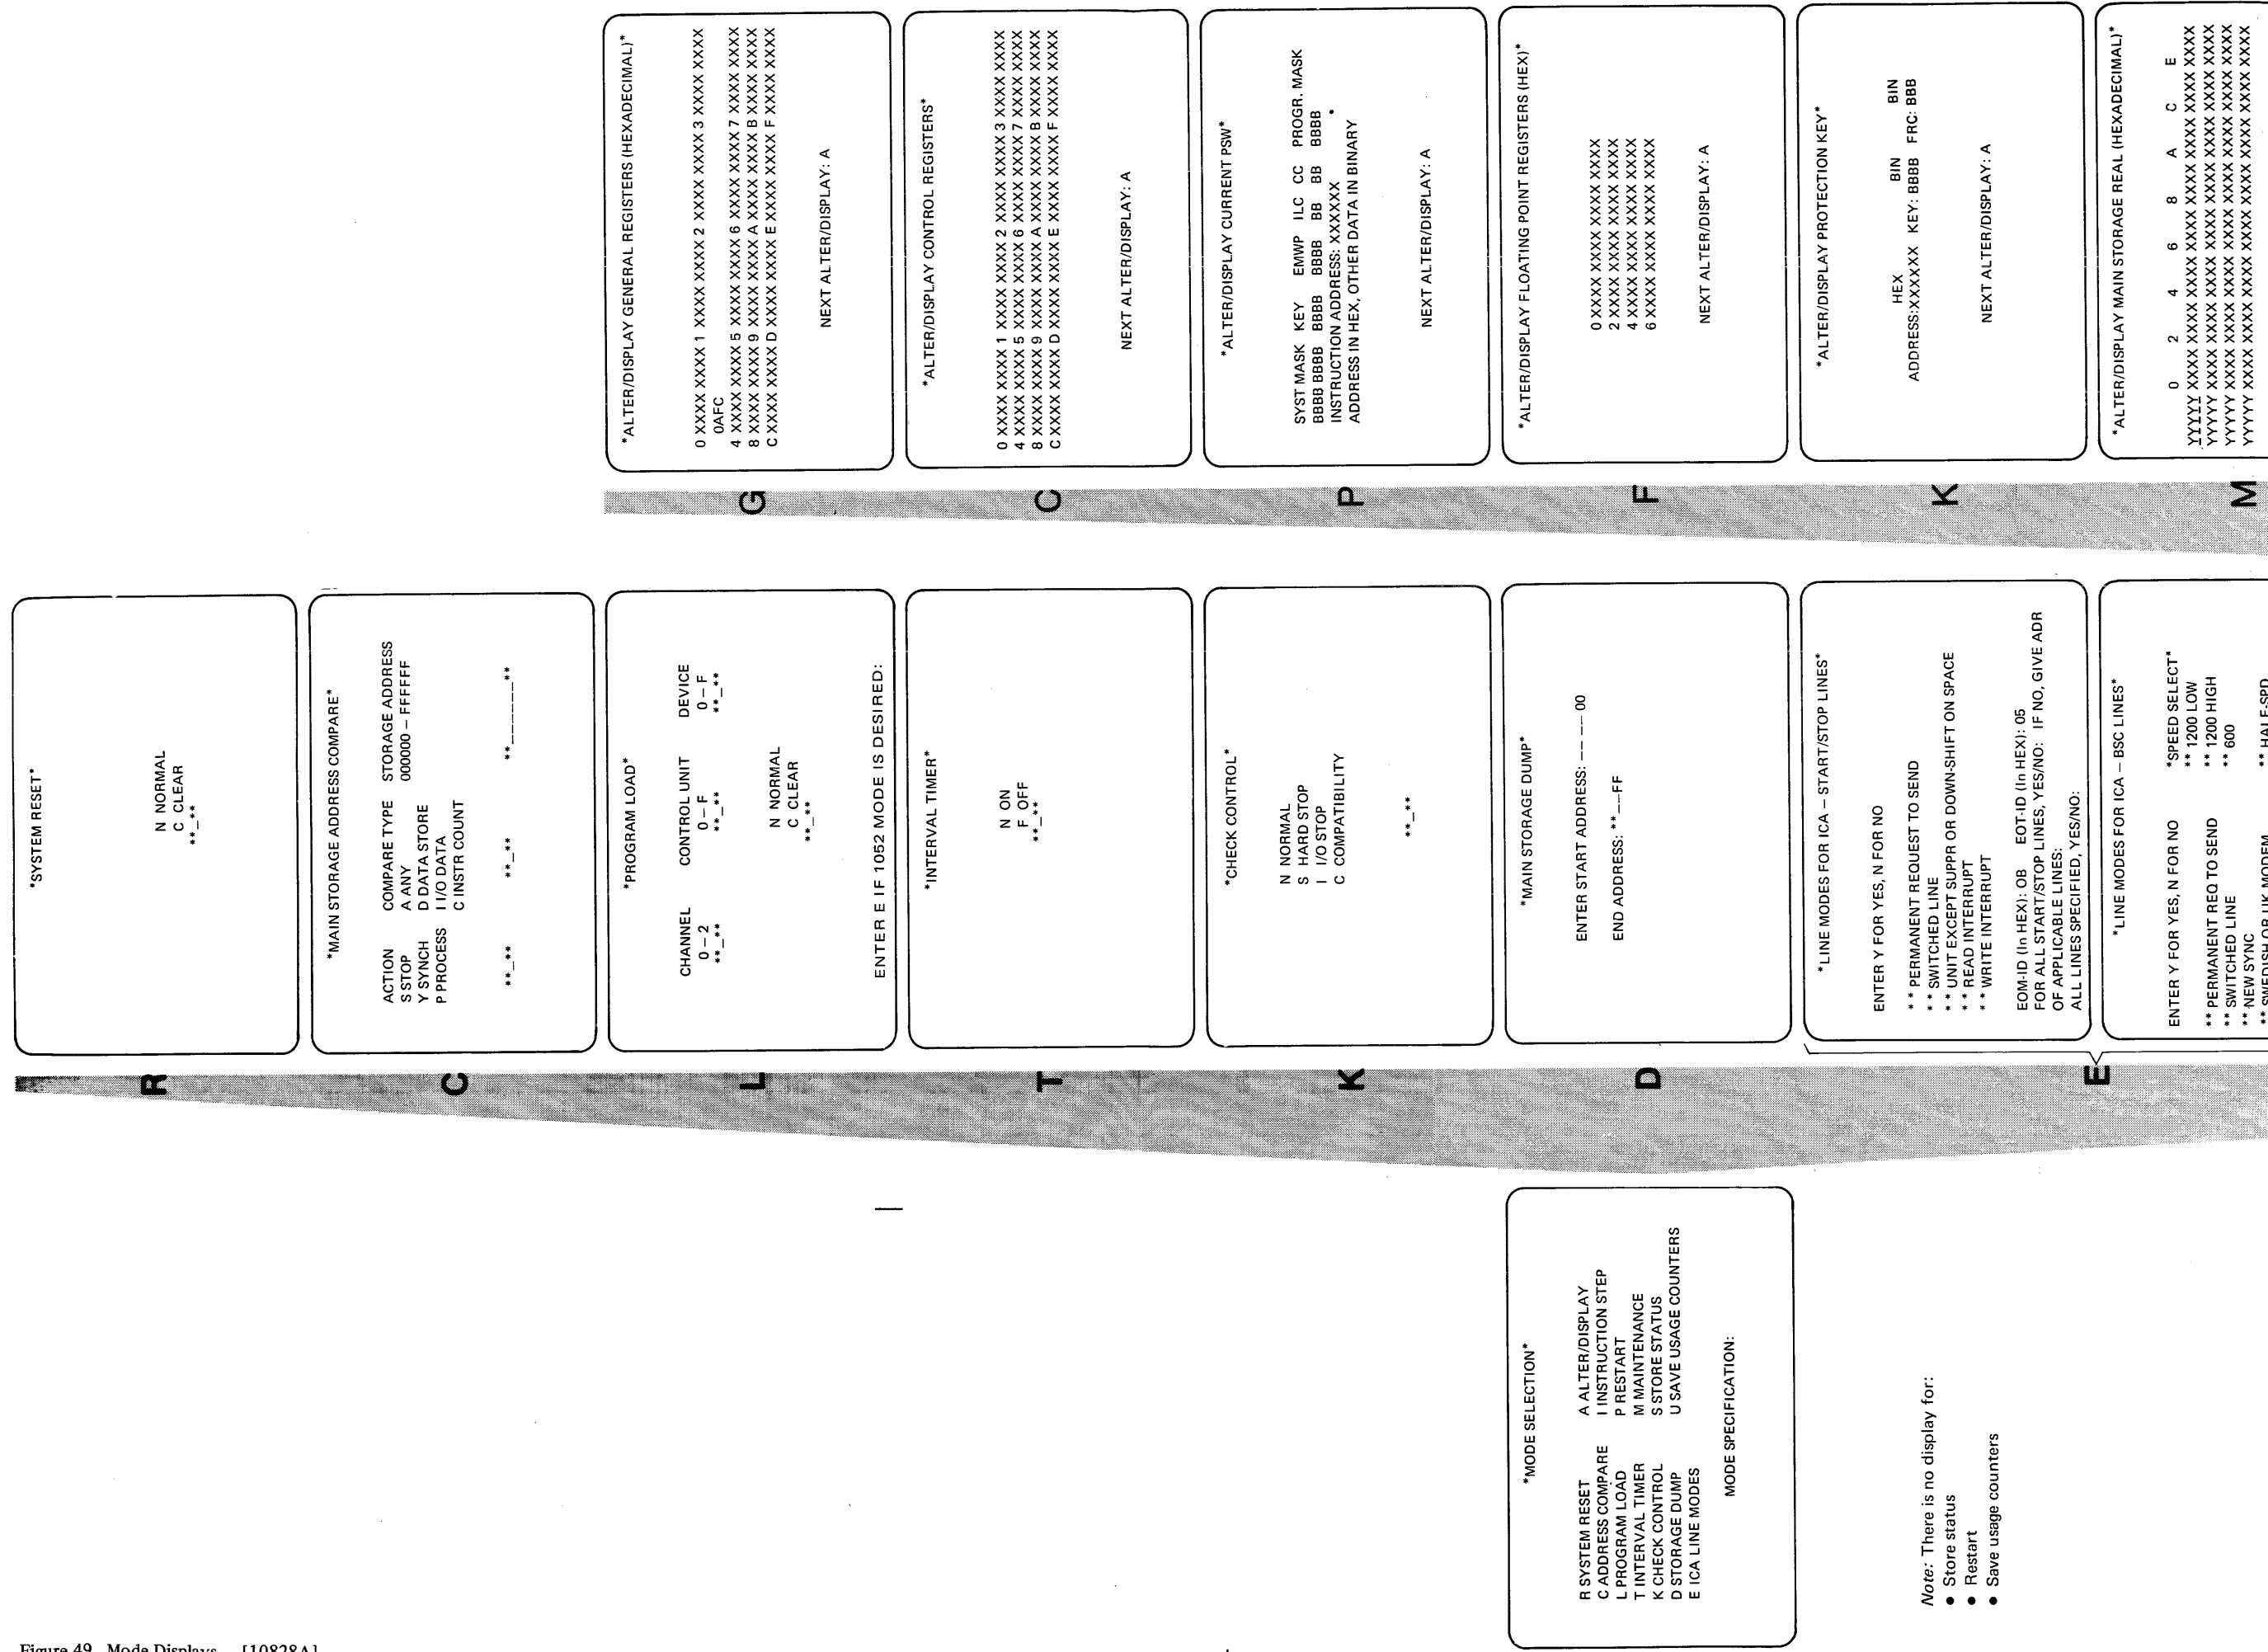 *MODE SELECTION*
R SYSTEM RESET A ALTER/DISPLAY
C ADDRESS COMPARE I INSTRUCTION STEP
L PROGRAM LOAD P RESTART
T INTERVAL TIMER M MAINTENANCE
K CHECK CONTROL S STORE STATUS
D STORAGE DUMP U SAVE USAGE COUNTERS
E ICA LINE MODES
MODE SPECIFICATION:
Note: There is no display for:
● Store status
● Restart
● Save usage counters
R
*SYSTEM RESET*
N NORMAL
C CLEAR
**_**
C
*MAIN STORAGE ADDRESS COMPARE*
ACTION COMPARE TYPE STORAGE ADDRESS
S STOP A ANY 000000 – FFFFFF
Y SYNCH D DATA STORE
P PROCESS I I/O DATA
C INSTR COUNT
**_** **_** **______**
L
*PROGRAM LOAD*
CHANNEL CONTROL UNIT DEVICE
0 – 2 0 – F 0 – F
**_** **_** **_**
N NORMAL
C CLEAR
**_**
ENTER E IF 1052 MODE IS DESIRED:
T
*INTERVAL TIMER*
N ON
F OFF
**_**
K
*CHECK CONTROL*
N NORMAL
S HARD STOP
I I/O STOP
C COMPATIBILITY
**_**
D
*MAIN STORAGE DUMP*
ENTER START ADDRESS: –– –– 00
END ADDRESS: **––FF
E
*LINE MODES FOR ICA – START/STOP LINES*
ENTER Y FOR YES, N FOR NO
* * PERMANENT REQUEST TO SEND
* * SWITCHED LINE
* * UNIT EXCEPT SUPPR OR DOWN-SHIFT ON SPACE
* * READ INTERRUPT
* * WRITE INTERRUPT
EOM-ID (In HEX): OB EOT-ID (In HEX): 05
FOR ALL START/STOP LINES, YES/NO: IF NO, GIVE ADR
OF APPLICABLE LINES:
ALL LINES SPECIFIED, YES/NO:
*LINE MODES FOR ICA – BSC LINES*
ENTER Y FOR YES, N FOR NO *SPEED SELECT*
** 1200 LOW
** PERMANENT REQ TO SEND ** 1200 HIGH
** SWITCHED LINE ** 600
** NEW SYNC
** SWEDISH OR UK MODEM ** HALF-SPD
G
*ALTER/DISPLAY GENERAL REGISTERS (HEXADECIMAL)*
0 XXXX XXXX 1 XXXX XXXX 2 XXXX XXXX 3 XXXX XXXX
0AFC
4 XXXX XXXX 5 XXXX XXXX 6 XXXX XXXX 7 XXXX XXXX
8 XXXX XXXX 9 XXXX XXXX A XXXX XXXX B XXXX XXXX
C XXXX XXXX D XXXX XXXX E XXXX XXXX F XXXX XXXX
NEXT ALTER/DISPLAY: A
C
*ALTER/DISPLAY CONTROL REGISTERS*
0 XXXX XXXX 1 XXXX XXXX 2 XXXX XXXX 3 XXXX XXXX
4 XXXX XXXX 5 XXXX XXXX 6 XXXX XXXX 7 XXXX XXXX
8 XXXX XXXX 9 XXXX XXXX A XXXX XXXX B XXXX XXXX
C XXXX XXXX D XXXX XXXX E XXXX XXXX F XXXX XXXX
NEXT ALTER/DISPLAY: A
P
*ALTER/DISPLAY CURRENT PSW*
SYST MASK KEY EMWP ILC CC PROGR. MASK
BBBB BBBB BBBB BBBB BB BB BBBB
INSTRUCTION ADDRESS: XXXXXX *
ADDRESS IN HEX, OTHER DATA IN BINARY
NEXT ALTER/DISPLAY: A
F
*ALTER/DISPLAY FLOATING POINT REGISTERS (HEX)*
0 XXXX XXXX XXXX XXXX
2 XXXX XXXX XXXX XXXX
4 XXXX XXXX XXXX XXXX
6 XXXX XXXX XXXX XXXX
NEXT ALTER/DISPLAY: A
K
*ALTER/DISPLAY PROTECTION KEY*
HEX BIN BIN
ADDRESS:XXXXXX KEY: BBBB FRC: BBB
NEXT ALTER/DISPLAY: A
M
*ALTER/DISPLAY MAIN STORAGE REAL (HEXADECIMAL)*
0 2 4 6 8 A C E
YYYYY XXXX XXXX XXXX XXXX XXXX XXXX XXXX XXXX
YYYYY XXXX XXXX XXXX XXXX XXXX XXXX XXXX XXXX
YYYYY XXXX XXXX XXXX XXXX XXXX XXXX XXXX XXXX
YYYYY XXXX XXXX XXXX XXXX XXXX XXXX XXXX XXXX
Figure 49. Mode Displays [10828A]